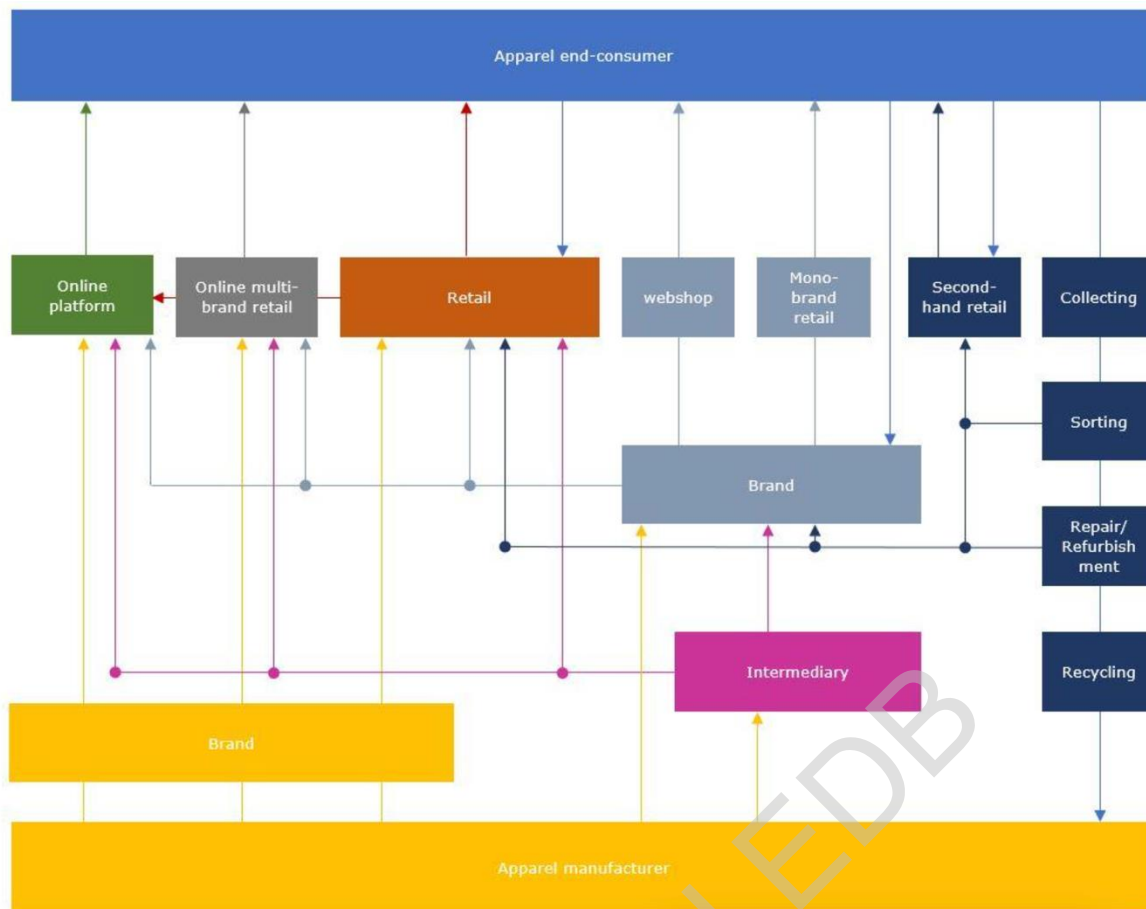 Apparel end-consumer
Online
platform
Online multi-
brand retail
Retail
webshop
Mono-
brand
retail
Second-
hand retail
Collecting
Sorting
Brand
Repair/
Refurbish
ment
Intermediary
Recycling
Brand
Apparel manufacturer
LEDB